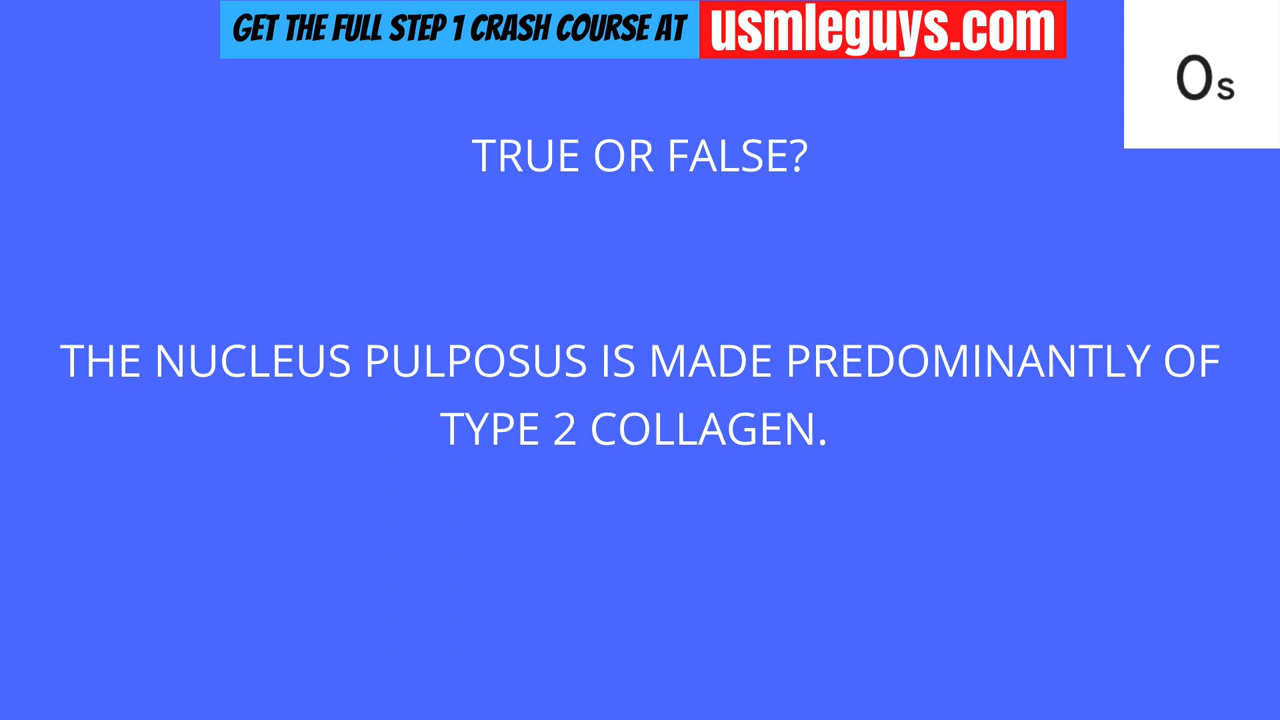 GET THE FULL STEP 1 CRASH COURSE AT usmleguys.com
0s
TRUE OR FALSE?
THE NUCLEUS PULPOSUS IS MADE PREDOMINANTLY OF
TYPE 2 COLLAGEN.